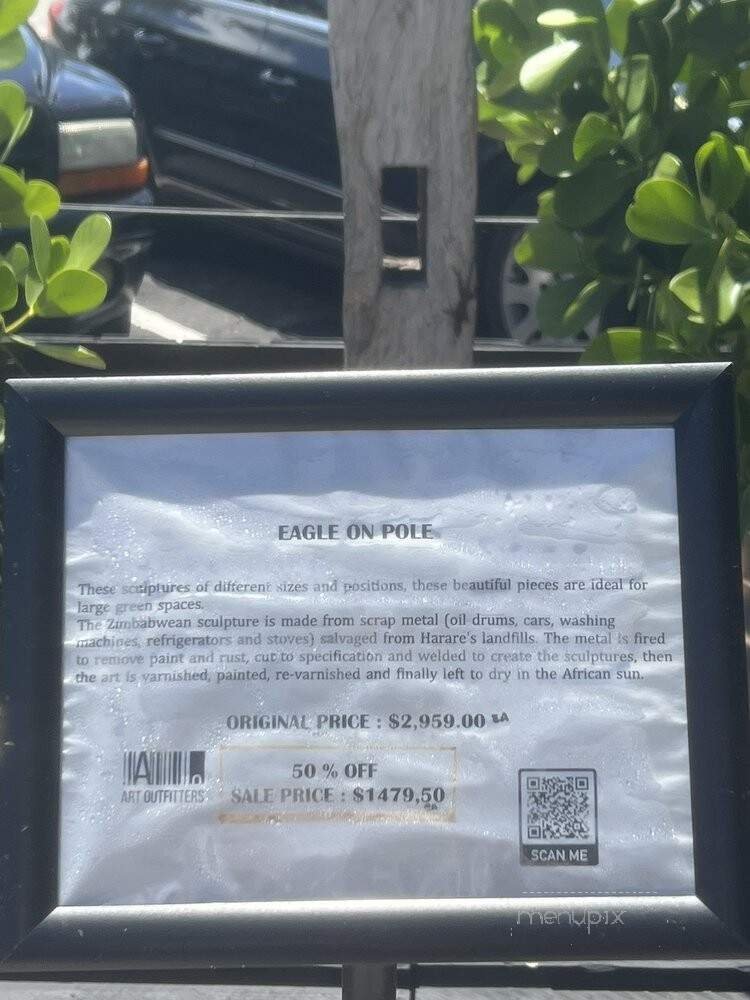 EAGLE ON POLE
These sculptures of different sizes and positions, these beautiful pieces are ideal for
large green spaces.
The Zimbabwean sculpture is made from scrap metal (oil drums, cars, washing
machines, refrigerators and stoves) salvaged from Harare's landfills. The metal is fired
to remove paint and rust, cut to specification and welded to create the sculptures, then
the art is varnished, painted, re-varnished and finally left to dry in the African sun.
ORIGINAL PRICE : $2,959.00 EA
50 % OFF
SALE PRICE : $1479,50
EA
ART OUTFITTERS
SCAN ME
menupix